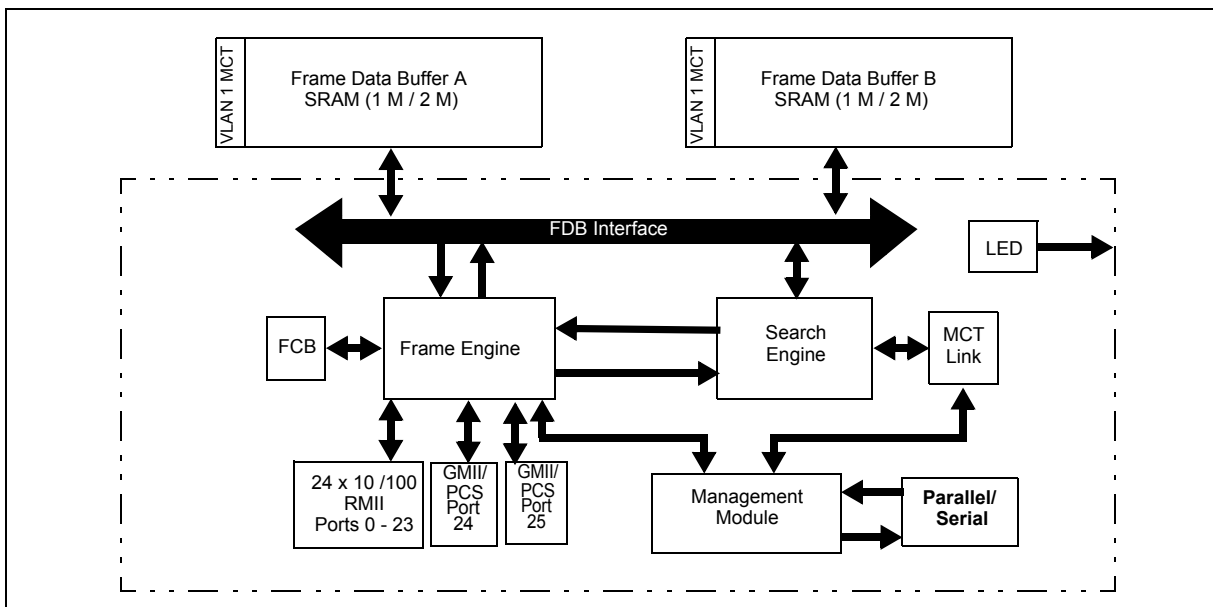 VLAN 1 MCT
Frame Data Buffer A
SRAM (1 M / 2 M)
VLAN 1 MCT
Frame Data Buffer B
SRAM (1 M / 2 M)
FDB Interface
LED
FCB
Frame Engine
Search
Engine
MCT
Link
24 x 10 /100
RMII
Ports 0 - 23
GMII/
PCS
Port
24
GMII/
PCS
Port
25
Management
Module
Parallel/
Serial